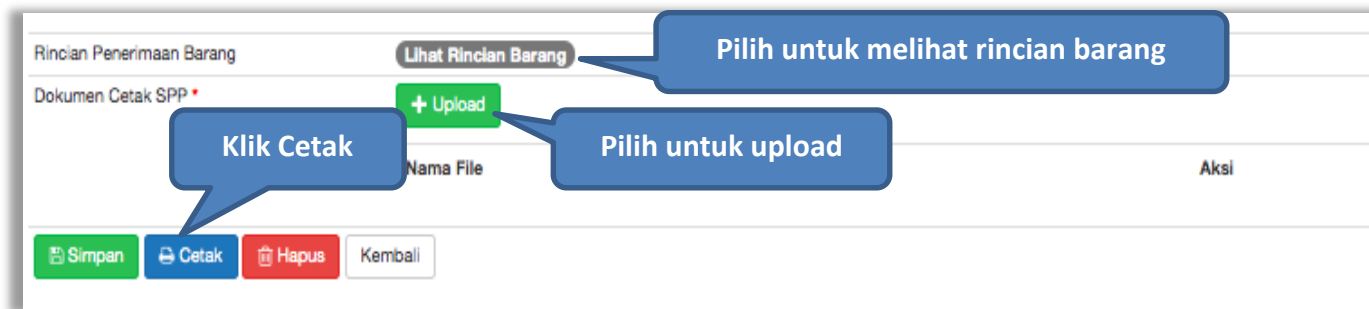 Rincian Penerimaan Barang
Lihat Rincian Barang
Pilih untuk melihat rincian barang
Dokumen Cetak SPP *
+ Upload
Klik Cetak
Pilih untuk upload
Nama File
Aksi
Simpan
Cetak
Hapus
Kembali